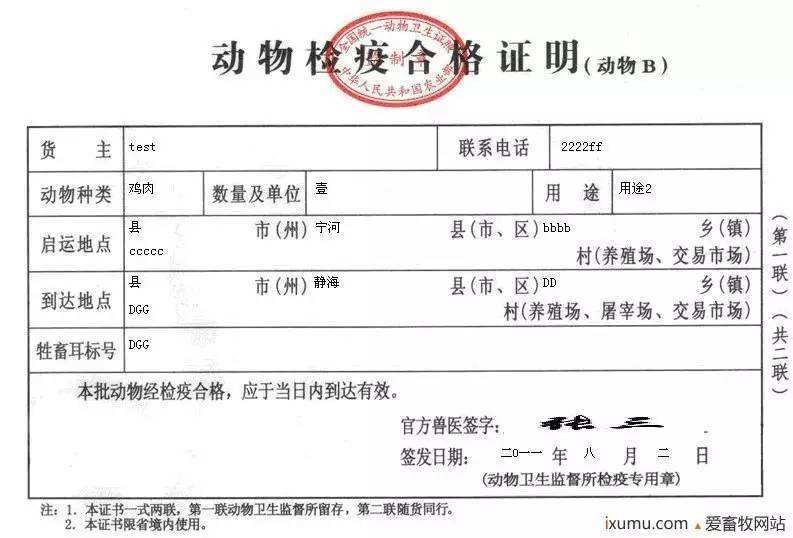 动物检疫合格证明(动物B)
全国统一动物卫生证照
监制章
中华人民共和国农业部
货 主 test 联系电话 2222ff
动物种类 鸡肉 数量及单位 壹 用 途 用途2
启运地点 县 市(州) 宁河 县(市、区) bbbb 乡(镇)
ccccc 村(养殖场、交易市场)
到达地点 县 市(州) 静海 县(市、区) DD 乡(镇)
DGG 村(养殖场、屠宰场、交易市场)
牲畜耳标号 DGG
本批动物经检疫合格，应于当日内到达有效。
官方兽医签字: 张三
签发日期: 二0一一 年 八 月 二 日
(动物卫生监督所检疫专用章)
注: 1. 本证书一式两联，第一联动物卫生监督所留存，第二联随货同行。
2. 本证书限省境内使用。
(第一联)(共二联)
ixumu.com 爱畜牧网站